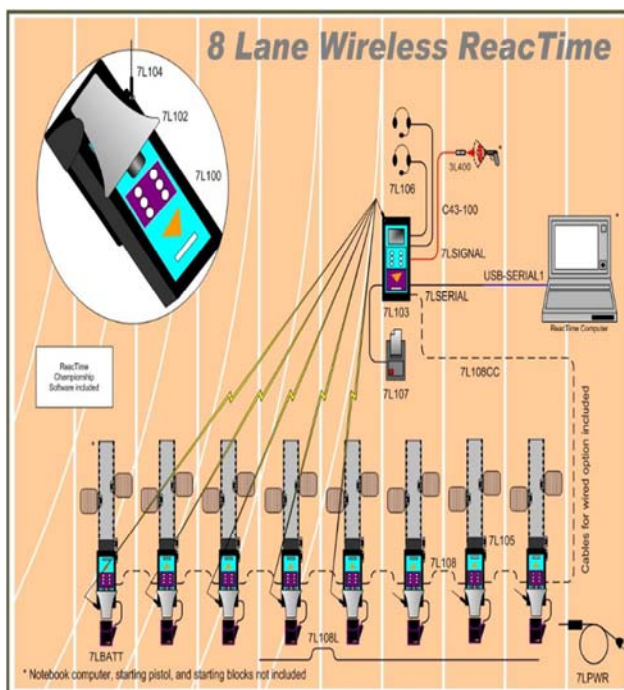 8 Lane Wireless ReacTime
7L104
7L102
7L100
7L106
3L400
*
C43-100
7LSIGNAL
*
USB-SERIAL1
7LSERIAL
7L103
ReacTime Computer
7L107
7L108CC
ReacTime
Championship
Software included
Cables for wired option included
*
7L108
7L105
7LBATT
7L108L
7LPWR
* Notebook computer, starting pistol, and starting blocks not included